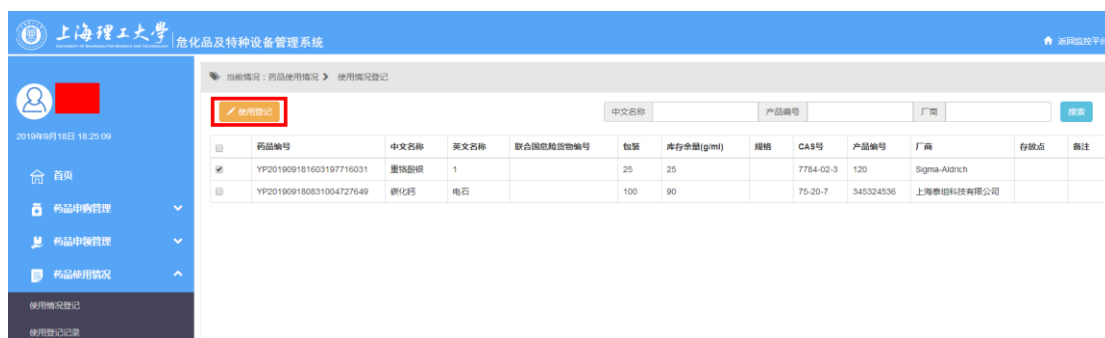 上海理工大学 危化品及特种设备管理系统 返回监控平台
当前情况：药品使用情况 > 使用情况登记
使用登记 中文名称 产品编号 厂商 搜索
2019年9月18日 18:25:09
药品编号 中文名称 英文名称 联合国危险货物编号 包装 库存余量(g/ml) 规格 CAS号 产品编号 厂商 存放点 备注
YP201909181603197716031 重铬酸银 1 25 25 7784-02-3 120 Sigma-Aldrich
YP201909180831004727649 碳化钙 电石 100 90 75-20-7 345324536 上海泰坦科技有限公司
首页
药品申购管理
药品申领管理
药品使用情况
使用情况登记
使用登记记录